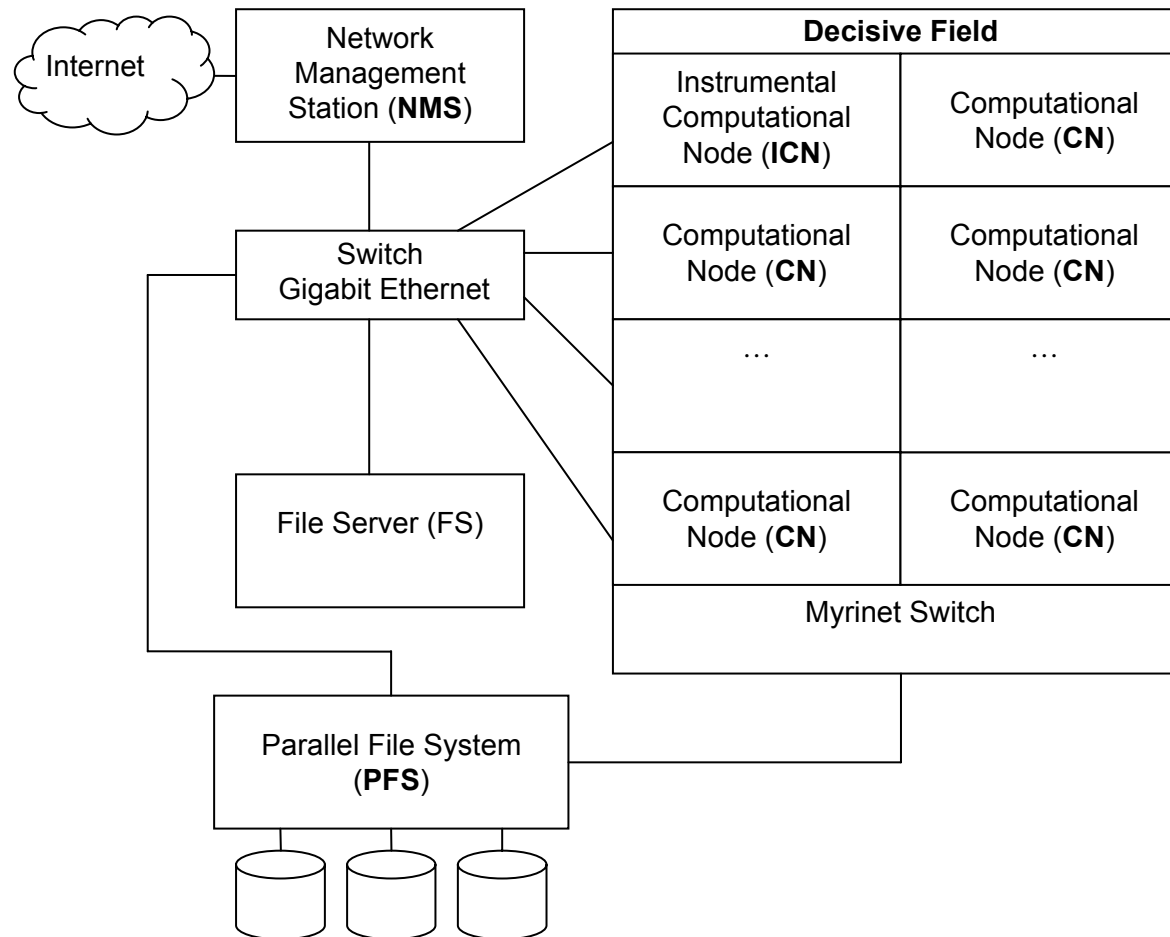 Internet
Network
Management
Station (NMS)
Switch
Gigabit Ethernet
File Server (FS)
Parallel File System
(PFS)
Decisive Field
Instrumental
Computational
Node (ICN)
Computational
Node (CN)
Computational
Node (CN)
Computational
Node (CN)
…
…
Computational
Node (CN)
Computational
Node (CN)
Myrinet Switch